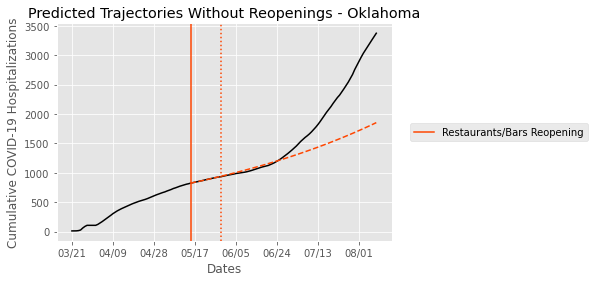 Predicted Trajectories Without Reopenings - Oklahoma
Cumulative COVID-19 Hospitalizations
3500
3000
2500
2000
1500
1000
500
0
03/21 04/09 04/28 05/17 06/05 06/24 07/13 08/01
Dates
Restaurants/Bars Reopening